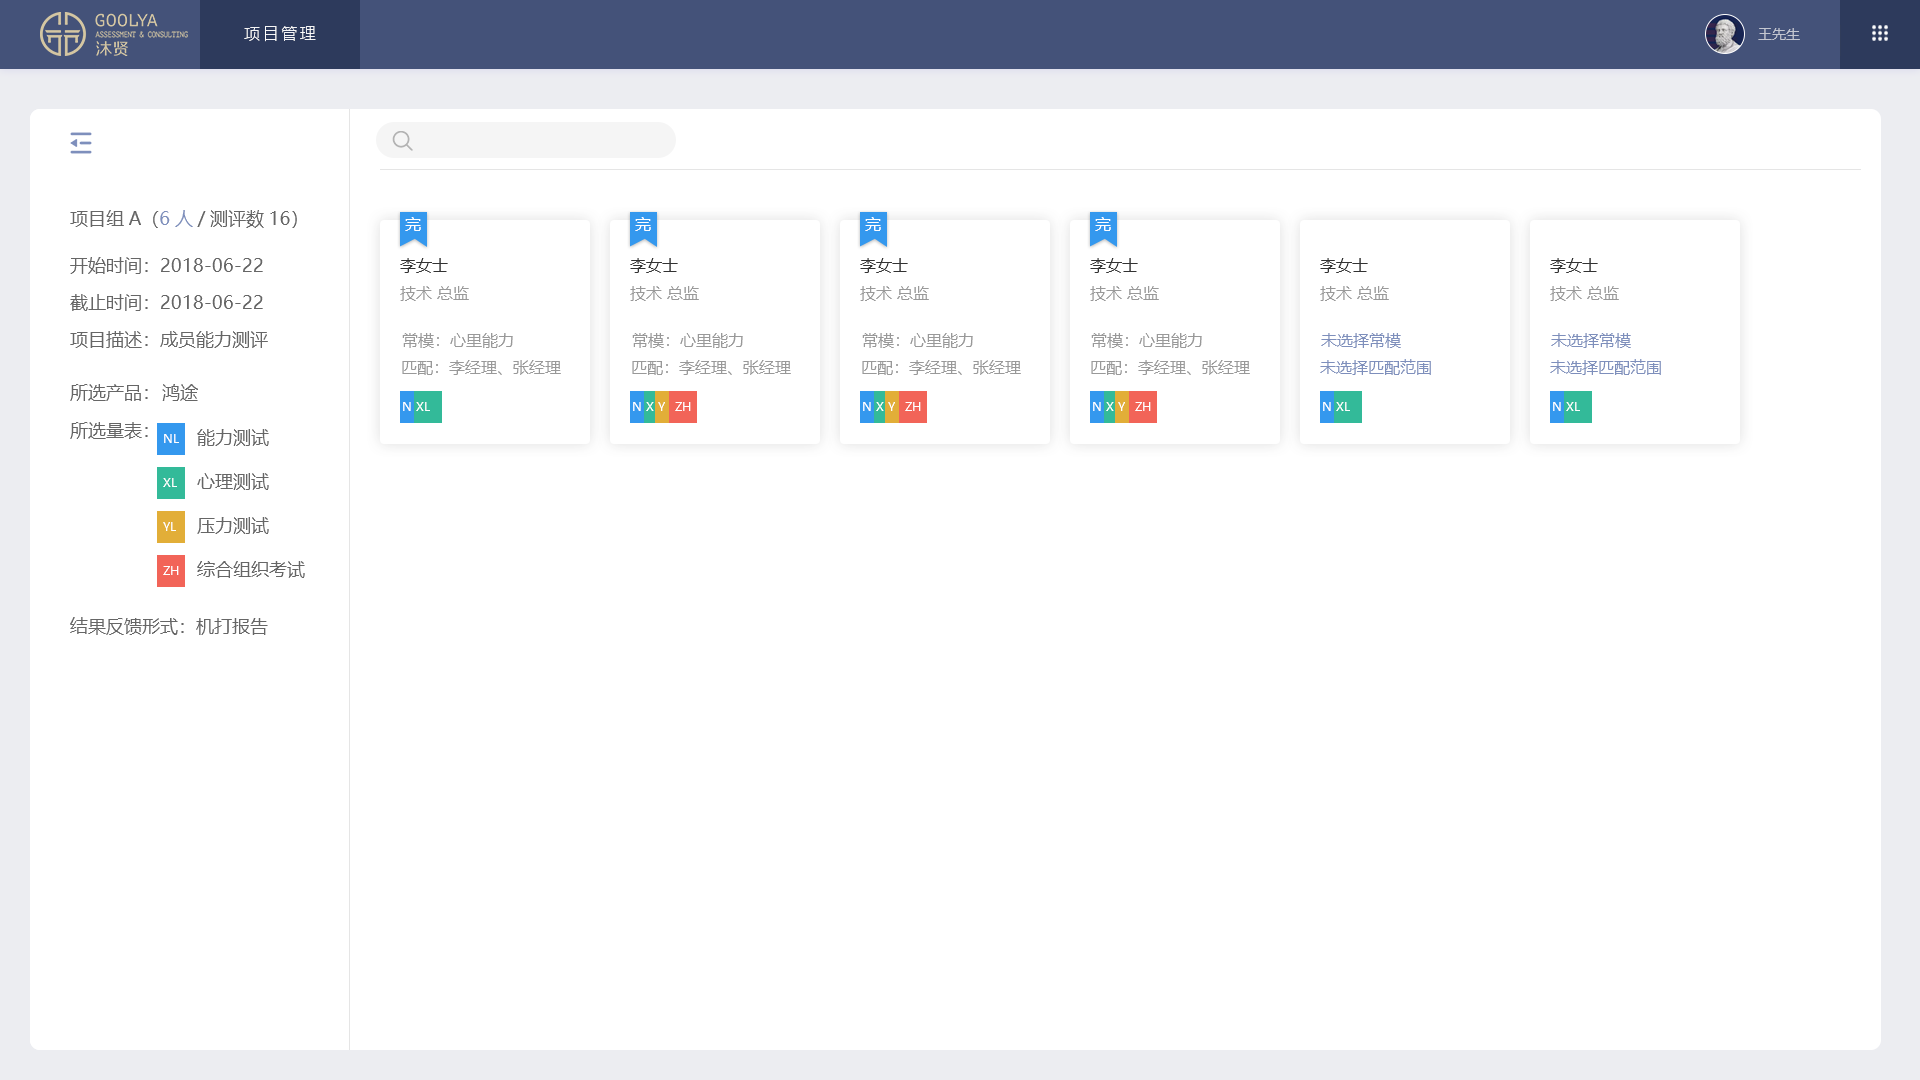 GOOLYA
ASSESSMENT & CONSULTING
沐贤
项目管理
王先生
项目组 A（6 人 / 测评数 16）
开始时间：2018-06-22
截止时间：2018-06-22
项目描述：成员能力测评
所选产品：鸿途
所选量表：
NL 能力测试
XL 心理测试
YL 压力测试
ZH 综合组织考试
结果反馈形式：机打报告
完
李女士
技术 总监
常模：心里能力
匹配：李经理、张经理
N XL
完
李女士
技术 总监
常模：心里能力
匹配：李经理、张经理
N X Y ZH
完
李女士
技术 总监
常模：心里能力
匹配：李经理、张经理
N X Y ZH
完
李女士
技术 总监
常模：心里能力
匹配：李经理、张经理
N X Y ZH
李女士
技术 总监
未选择常模
未选择匹配范围
N XL
李女士
技术 总监
未选择常模
未选择匹配范围
N XL